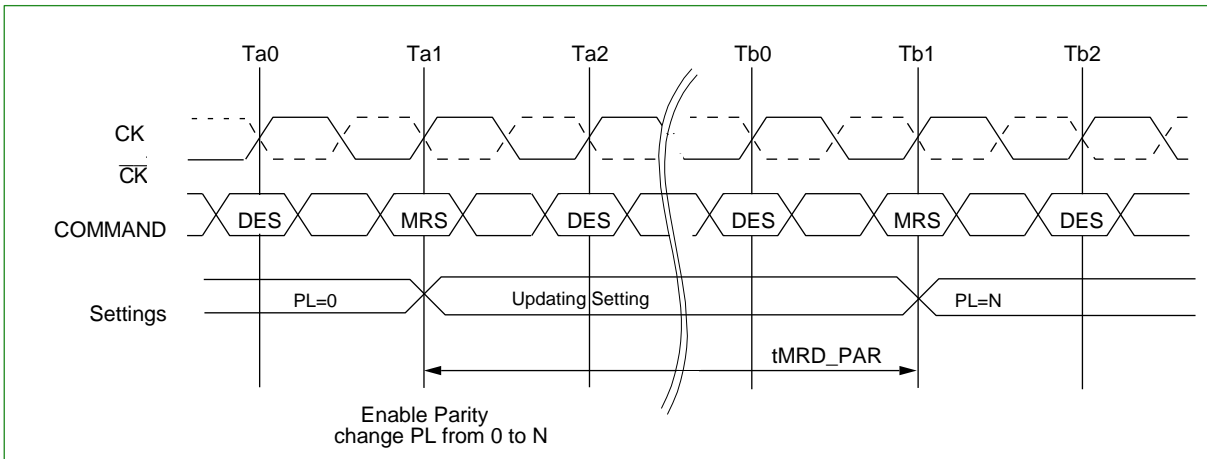 Ta0 Ta1 Ta2 Tb0 Tb1 Tb2
CK
CK
COMMAND DES MRS DES DES MRS DES
Settings PL=0 Updating Setting PL=N
tMRD_PAR
Enable Parity
change PL from 0 to N